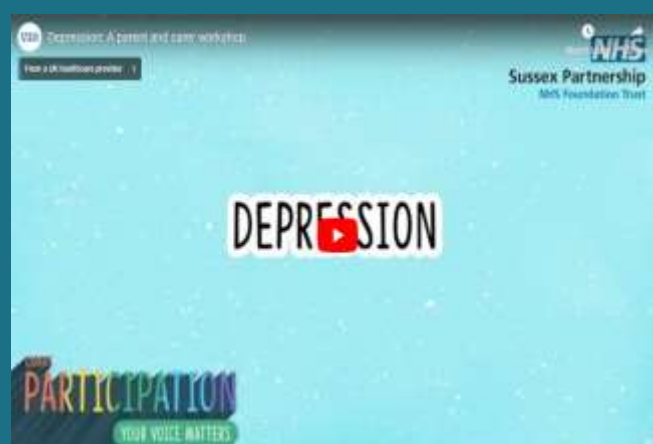 Depression: A parent and carer workshop
From a UK healthcare provider
NHS
Sussex Partnership
NHS Foundation Trust
DEPRESSION
PARTICIPATION
YOUR VOICE MATTERS